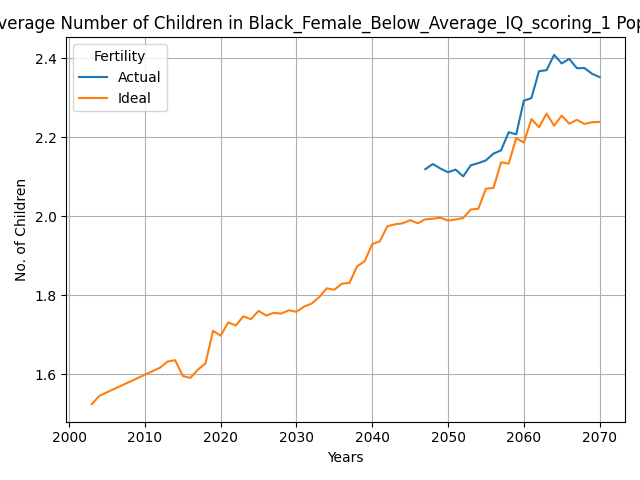 verage Number of Children in Black_Female_Below_Average_IQ_scoring_1 Pop
Fertility
Actual
Ideal
2.4
2.2
2.0
1.8
1.6
No. of Children
2000 2010 2020 2030 2040 2050 2060 2070
Years